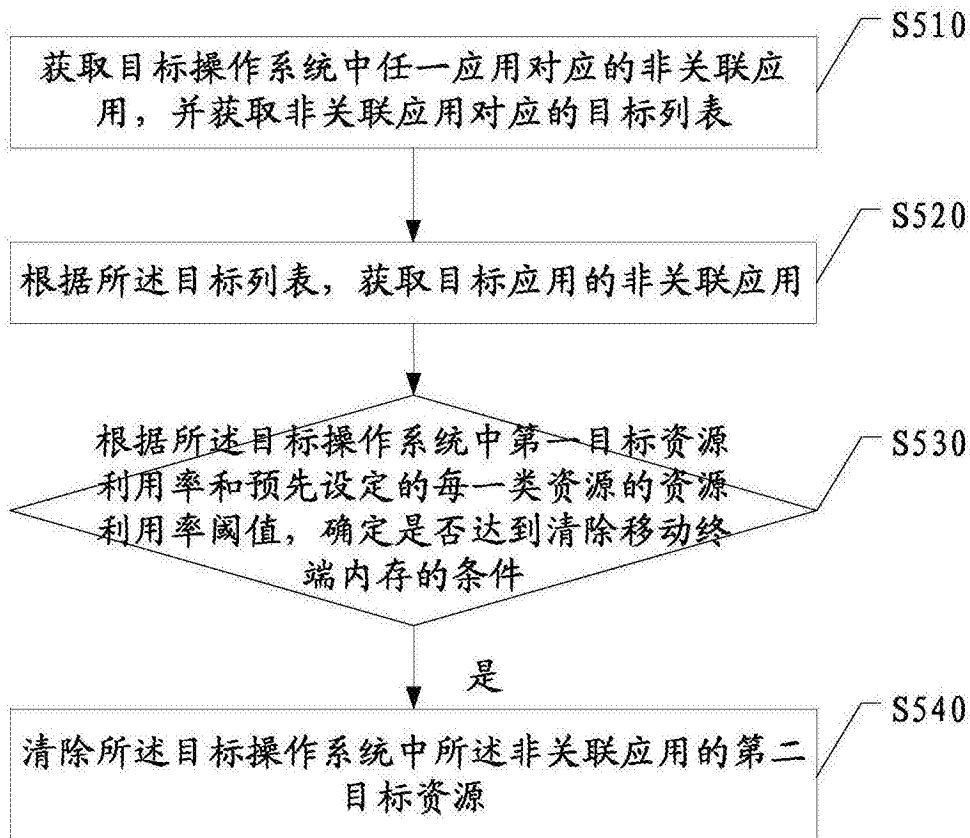 S510
获取目标操作系统中任一应用对应的非关联应
用，并获取非关联应用对应的目标列表
S520
根据所述目标列表，获取目标应用的非关联应用
S530
根据所述目标操作系统中第一目标资源
利用率和预先设定的每一类资源的资源
利用率阈值，确定是否达到清除移动终
端内存的条件
是
S540
清除所述目标操作系统中所述非关联应用的第二
目标资源